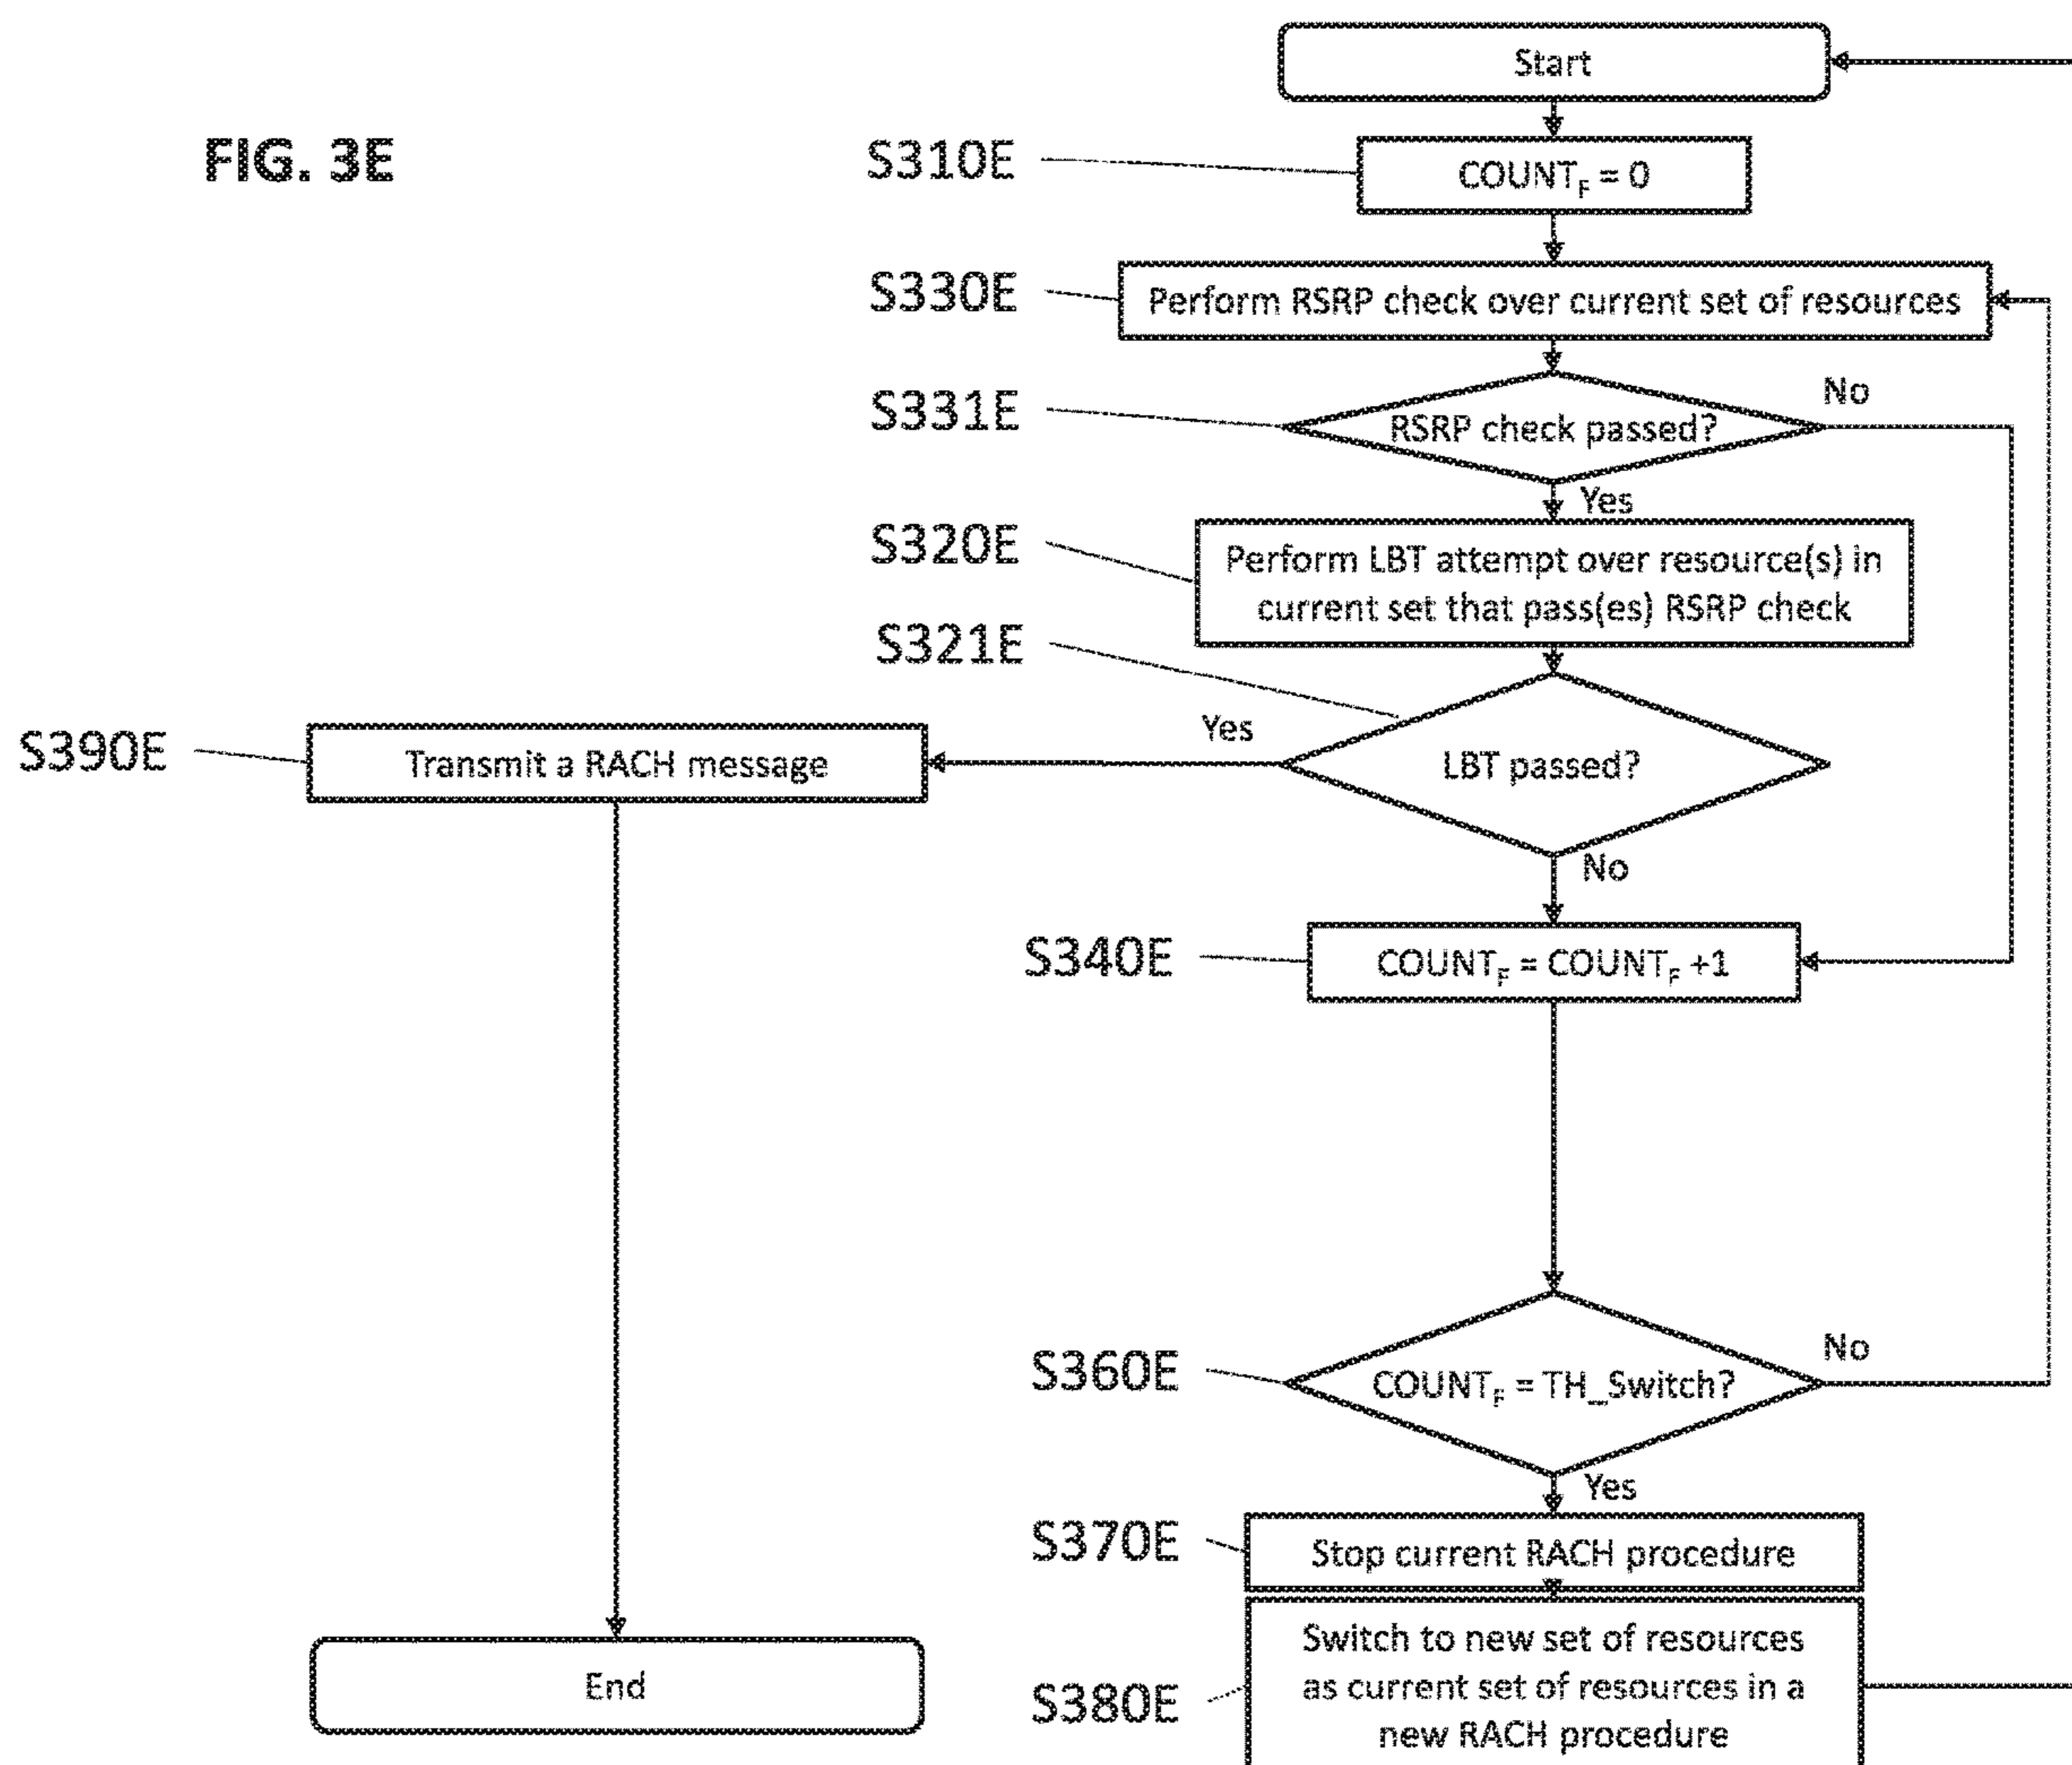 Start
FIG. 3E
S310E
COUNT_F = 0
S330E
Perform RSRP check over current set of resources
S331E
RSRP check passed?
No
Yes
S320E
Perform LBT attempt over resource(s) in
current set that pass(es) RSRP check
S321E
S390E
Transmit a RACH message
Yes
LBT passed?
No
S340E
COUNT_F = COUNT_F +1
S360E
COUNT_F = TH_Switch?
No
Yes
S370E
Stop current RACH procedure
S380E
Switch to new set of resources
as current set of resources in a
new RACH procedure
End